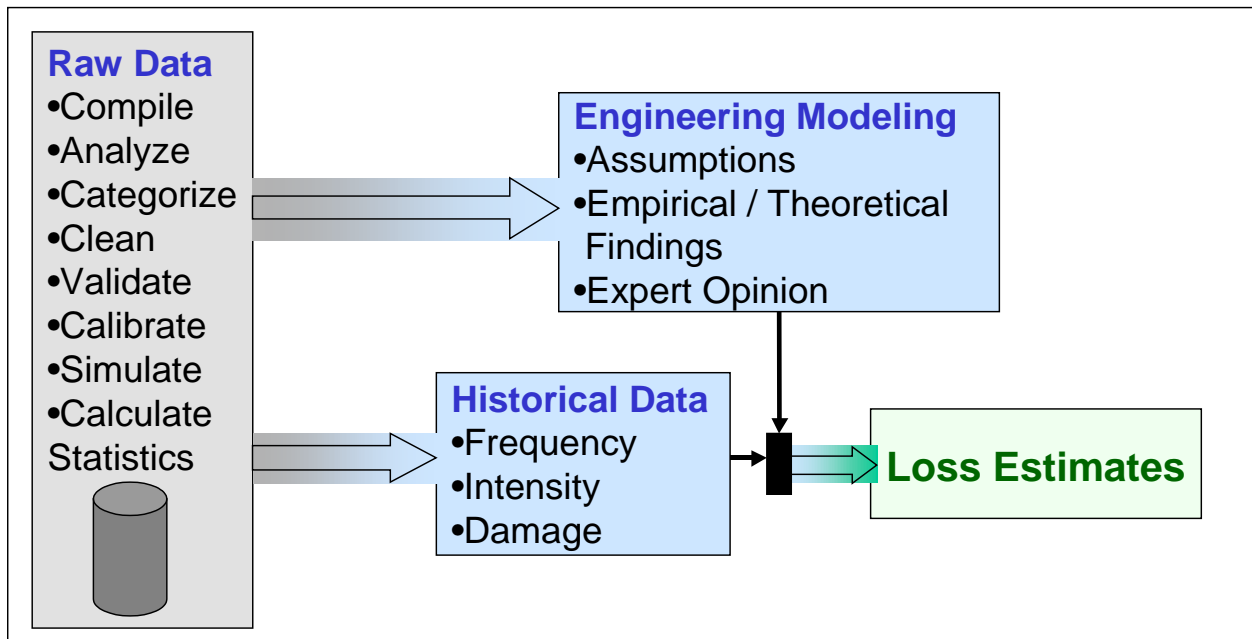 Raw Data
•Compile
•Analyze
•Categorize
•Clean
•Validate
•Calibrate
•Simulate
•Calculate
Statistics
Engineering Modeling
•Assumptions
•Empirical / Theoretical
Findings
•Expert Opinion
Historical Data
•Frequency
•Intensity
•Damage
Loss Estimates